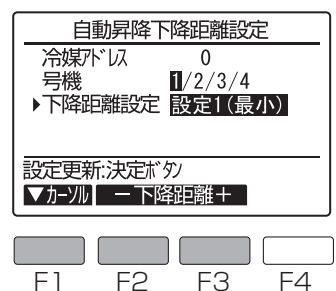 自動昇降下降距離設定
冷媒ｱﾄﾞﾚｽ 0
号機 1/2/3/4
▶下降距離設定 設定1(最小)
設定更新:決定ﾎﾞﾀﾝ
▼ｶｰｿﾙ ー下降距離＋
F1 F2 F3 F4